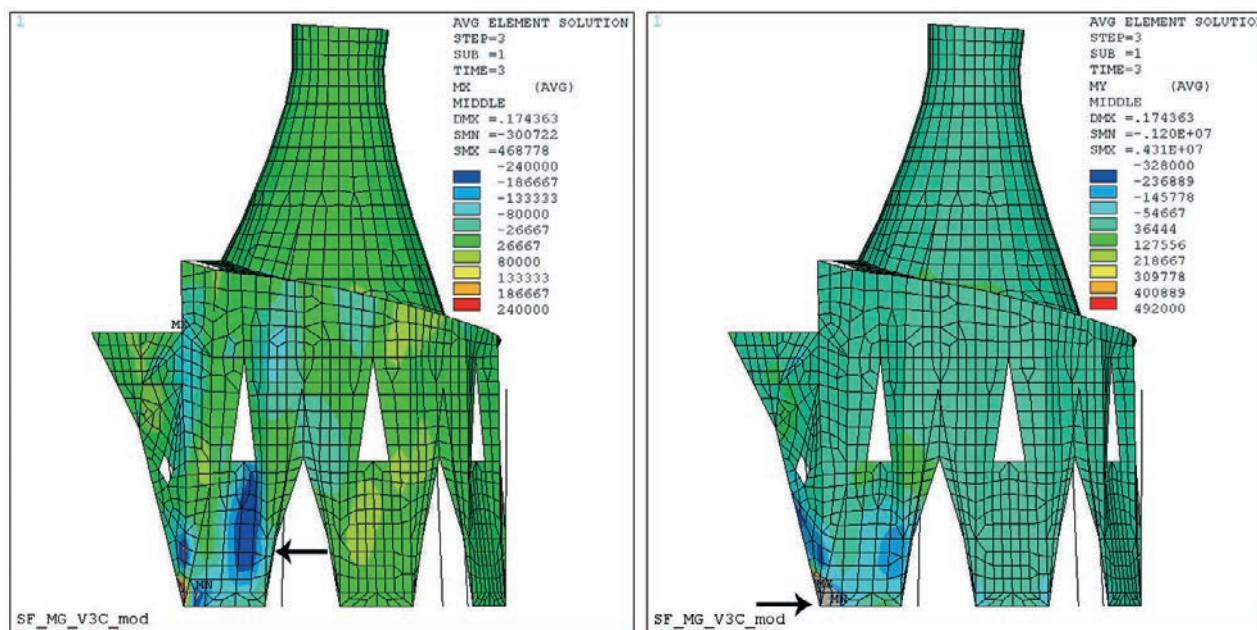 1
AVG ELEMENT SOLUTION
STEP=3
SUB =1
TIME=3
MX (AVG)
MIDDLE
DMX =.174363
SMN =-300722
SMX =468778
-240000
-186667
-133333
-80000
-26667
26667
80000
133333
186667
240000
MX
MN
SF_MG_V3C_mod
1
AVG ELEMENT SOLUTION
STEP=3
SUB =1
TIME=3
MY (AVG)
MIDDLE
DMX =.174363
SMN =-.120E+07
SMX =.431E+07
-328000
-236889
-145778
-54667
36444
127556
218667
309778
400889
492000
MX
MN
SF_MG_V3C_mod